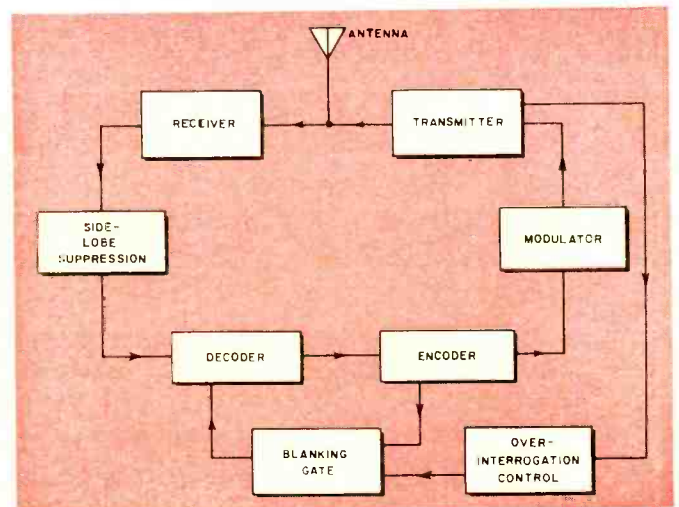 ANTENNA
RECEIVER
TRANSMITTER
SIDE-
LOBE
SUPPRESSION
MODULATOR
DECODER
ENCODER
BLANKING
GATE
OVER-
INTERROGATION
CONTROL